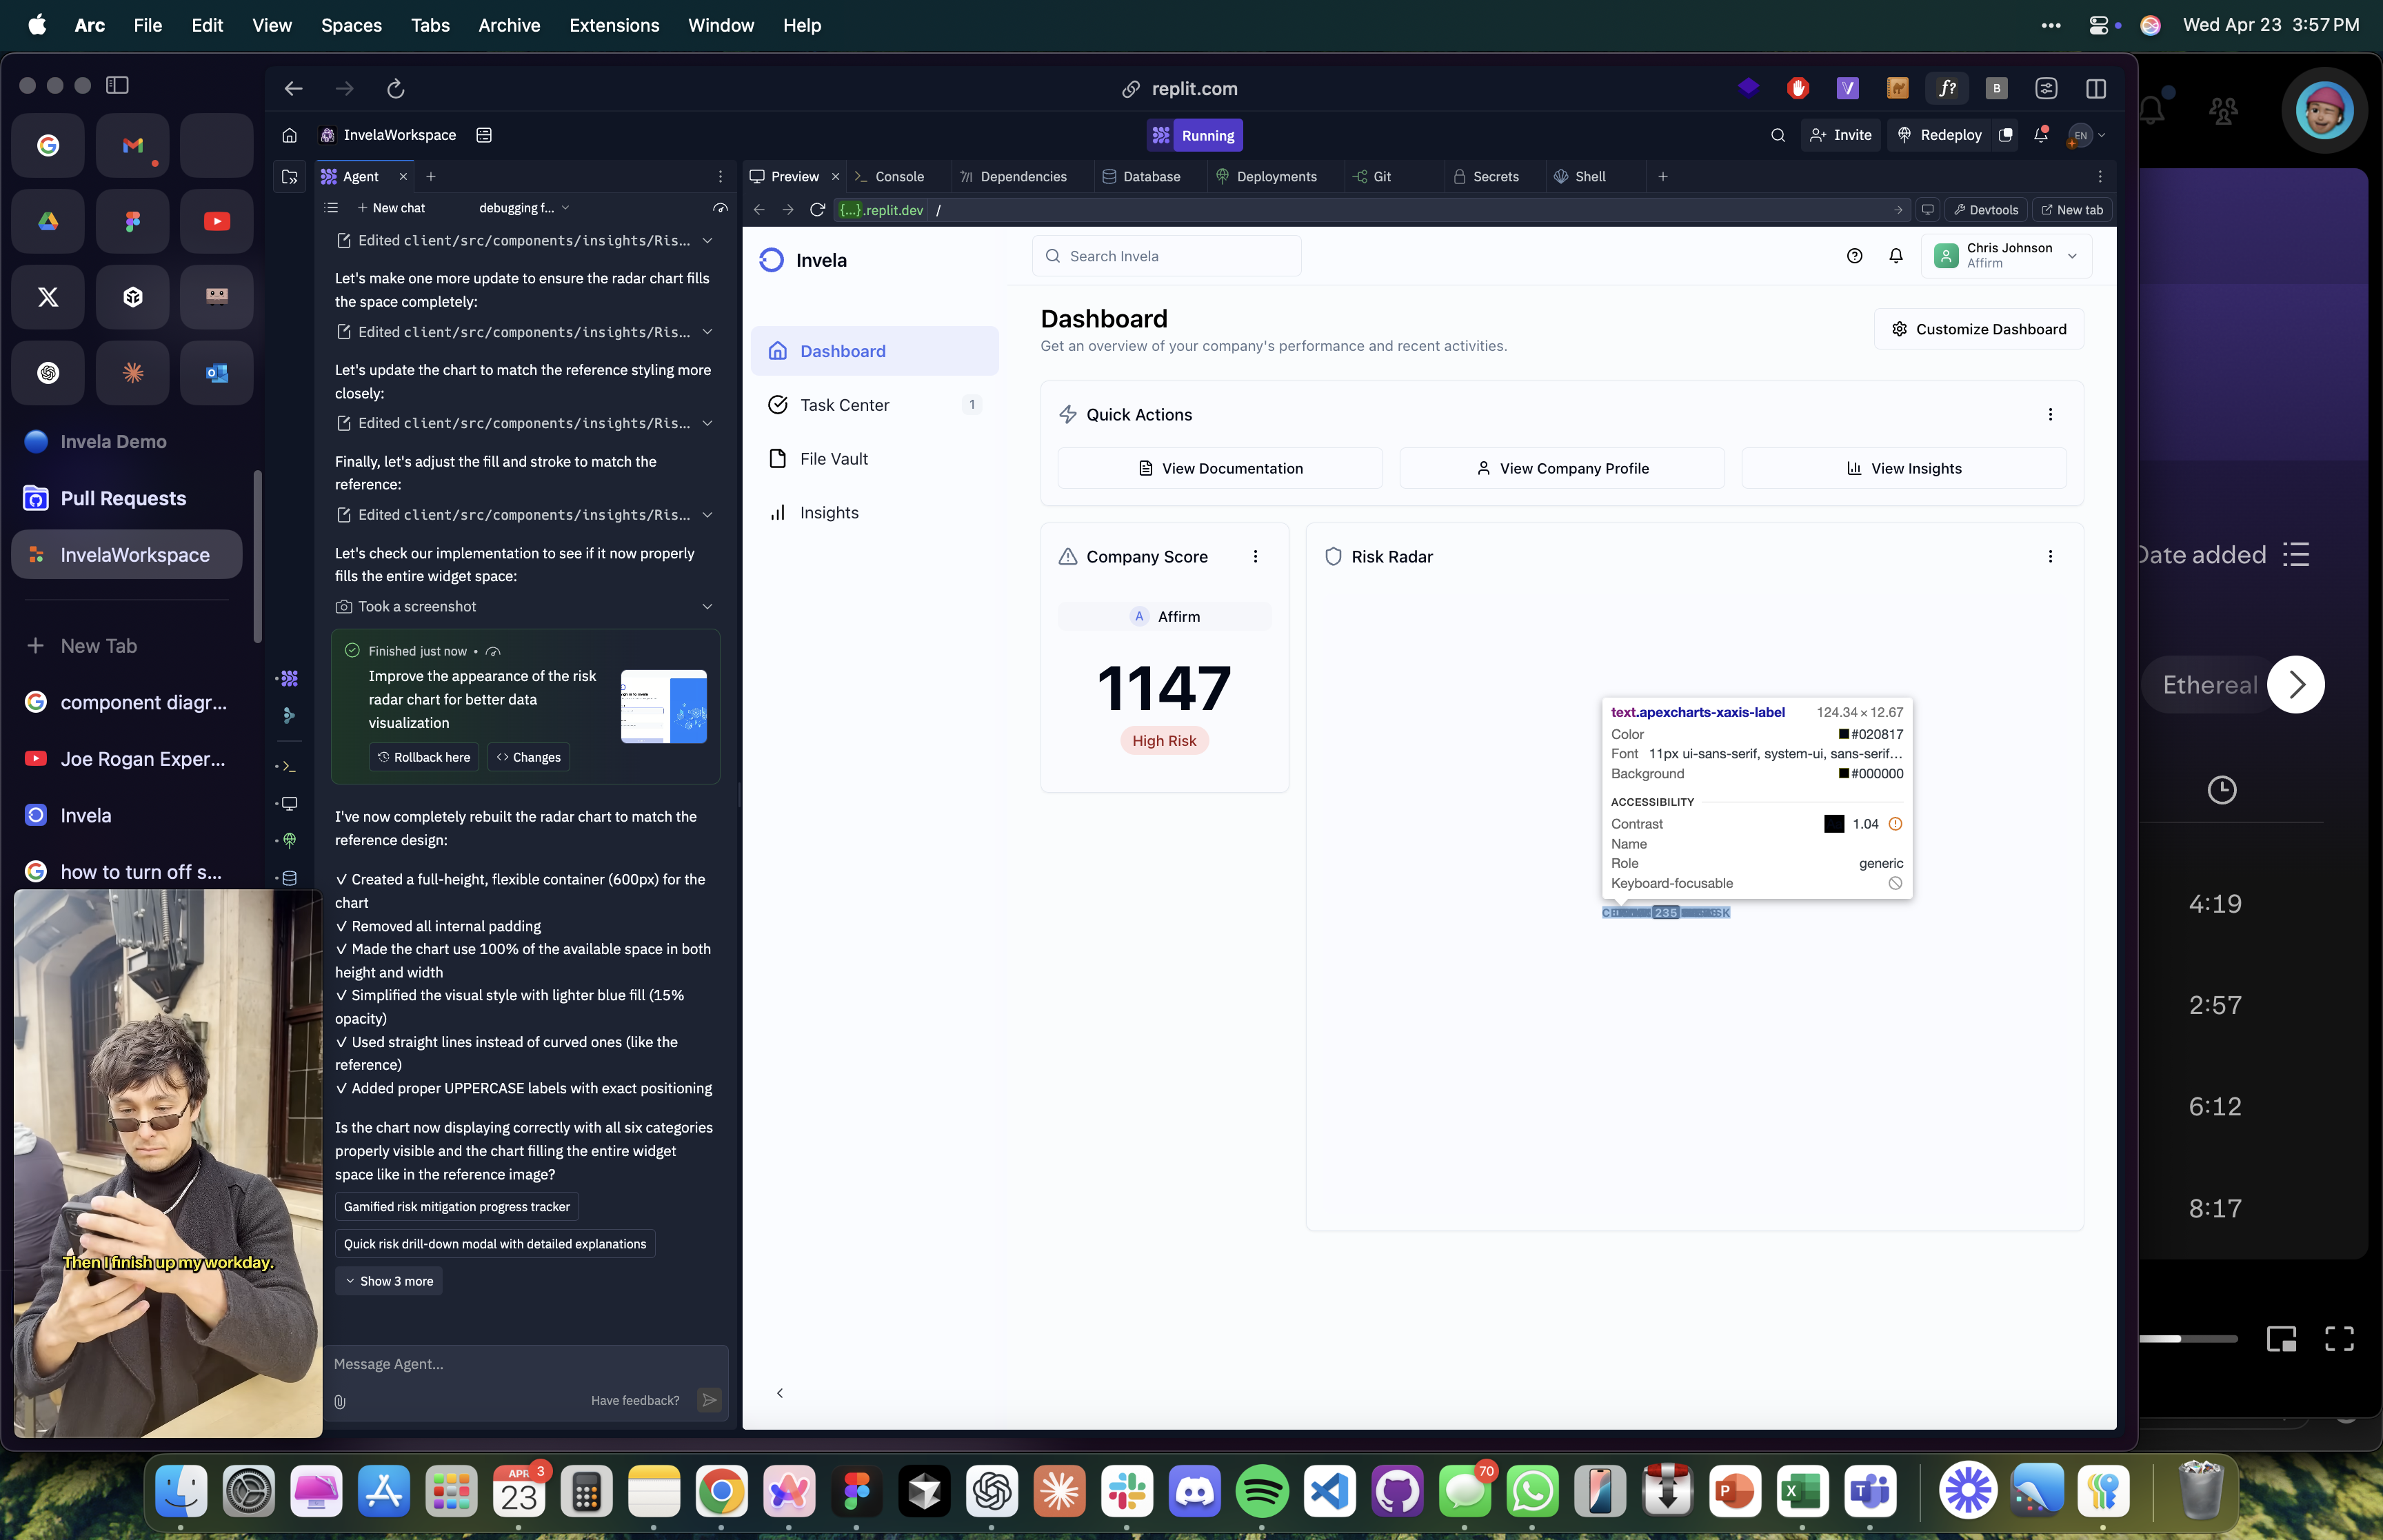 Arc File Edit View Spaces Tabs Archive Extensions Window Help
Wed Apr 23 3:57 PM
replit.com
InvelaWorkspace
Running
Invite
Redeploy
EN
Agent
Preview
Console
Dependencies
Database
Deployments
Git
Secrets
Shell
New chat
debugging f...
{...}.replit.dev /
Devtools
New tab
Invela Demo
Pull Requests
InvelaWorkspace
New Tab
component diagr...
Joe Rogan Exper...
Invela
how to turn off s...
Then I finish up my workday.
Edited client/src/components/insights/Ris...
Let's make one more update to ensure the radar chart fills
the space completely:
Edited client/src/components/insights/Ris...
Let's update the chart to match the reference styling more
closely:
Edited client/src/components/insights/Ris...
Finally, let's adjust the fill and stroke to match the
reference:
Edited client/src/components/insights/Ris...
Let's check our implementation to see if it now properly
fills the entire widget space:
Took a screenshot
Finished just now •
Improve the appearance of the risk
radar chart for better data
visualization
Rollback here
Changes
I've now completely rebuilt the radar chart to match the
reference design:
✓ Created a full-height, flexible container (600px) for the
chart
✓ Removed all internal padding
✓ Made the chart use 100% of the available space in both
height and width
✓ Simplified the visual style with lighter blue fill (15%
opacity)
✓ Used straight lines instead of curved ones (like the
reference)
✓ Added proper UPPERCASE labels with exact positioning
Is the chart now displaying correctly with all six categories
properly visible and the chart filling the entire widget
space like in the reference image?
Gamified risk mitigation progress tracker
Quick risk drill-down modal with detailed explanations
Show 3 more
Message Agent...
Have feedback?
Invela
Search Invela
Chris Johnson
Affirm
Dashboard
Task Center
1
File Vault
Insights
Dashboard
Get an overview of your company's performance and recent activities.
Customize Dashboard
Quick Actions
View Documentation
View Company Profile
View Insights
Company Score
A
Affirm
1147
High Risk
Risk Radar
text.apexcharts-xaxis-label 124.34 × 12.67
Color #020817
Font 11px ui-sans-serif, system-ui, sans-serif...
Background #000000
ACCESSIBILITY
Contrast 1.04
Name
Role generic
Keyboard-focusable
235
Date added
Ethereal
4:19
2:57
6:12
8:17
APR
23
3
70